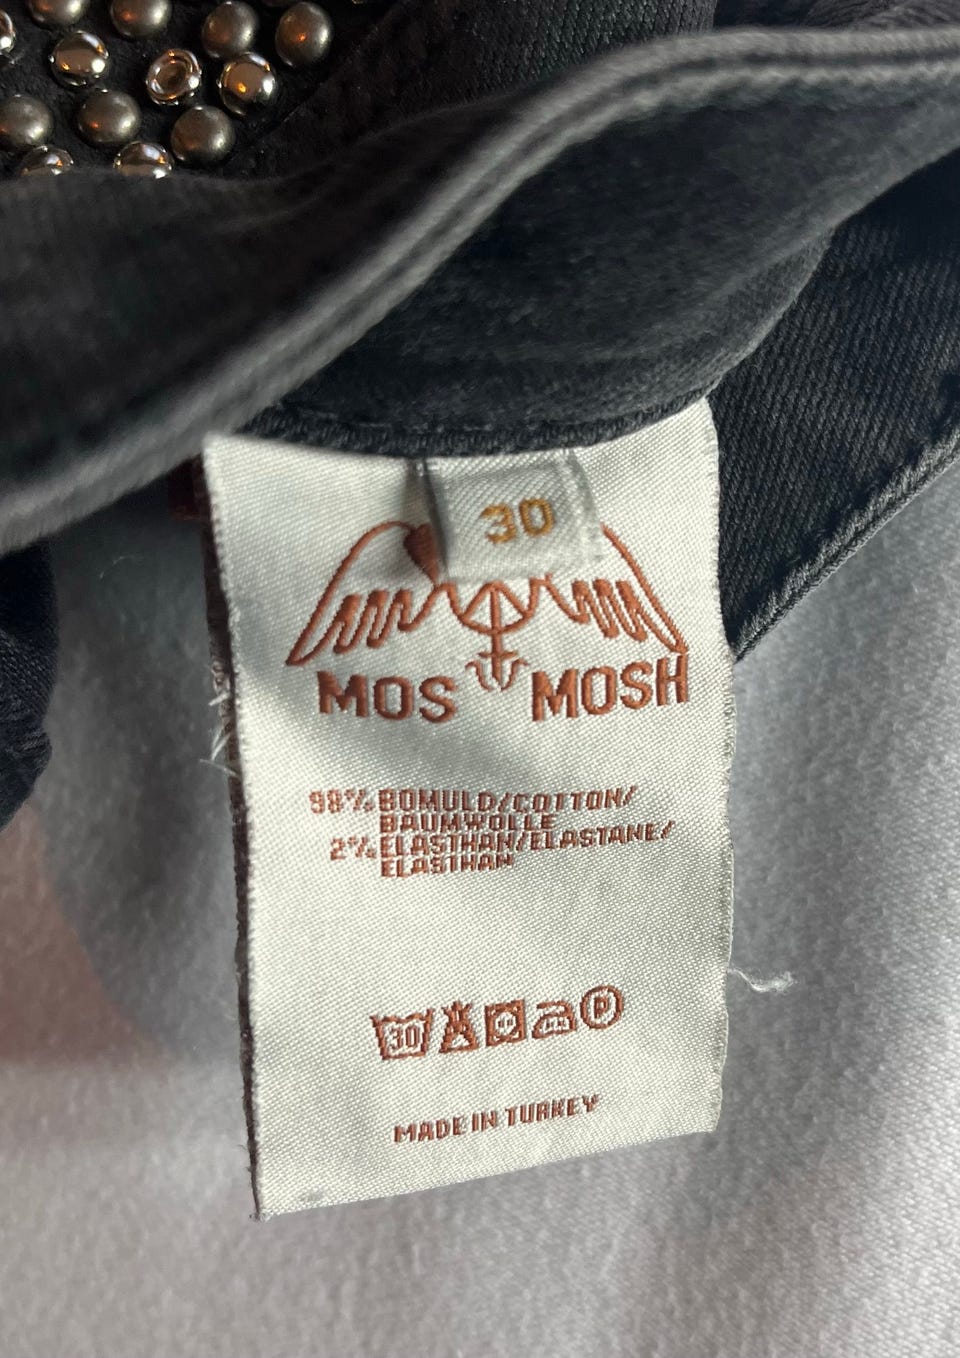 30
MOS MOSH
98% BOMULD/COTTON/
BAUMWOLLE
2% ELASTHAN/ELASTANE/
ELASTHAN
30 P
MADE IN TURKEY